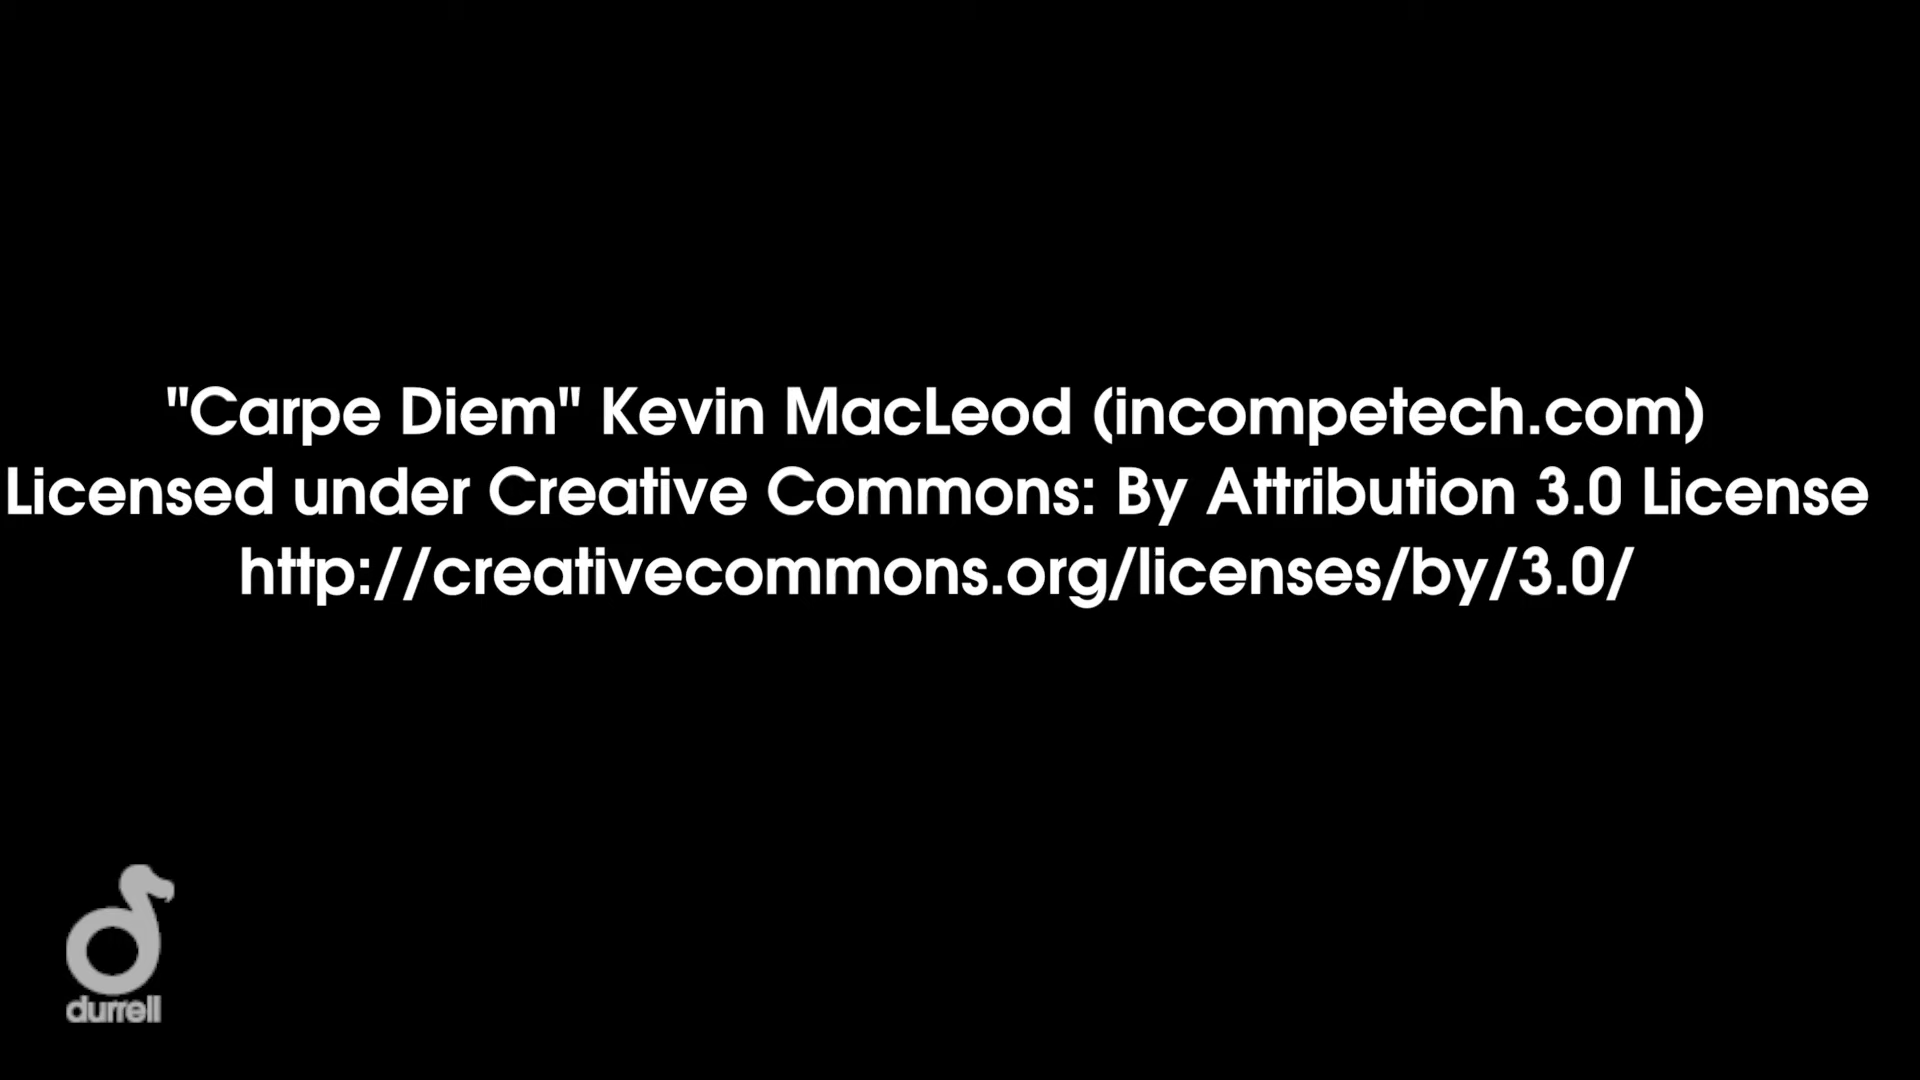 "Carpe Diem" Kevin MacLeod (incompetech.com)
Licensed under Creative Commons: By Attribution 3.0 License
http://creativecommons.org/licenses/by/3.0/
durrell